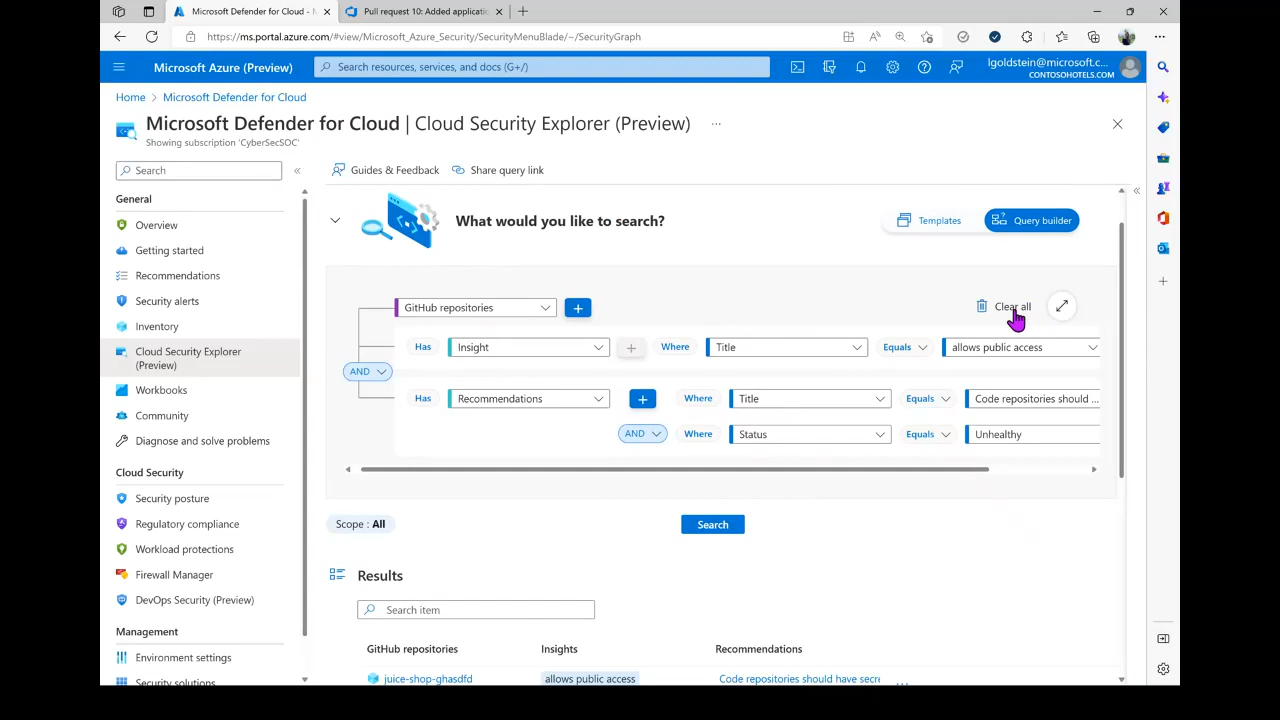 Microsoft Defender for Cloud - M
Pull request 10: Added applicatio
https://ms.portal.azure.com/#view/Microsoft_Azure_Security/SecurityMenuBlade/~/SecurityGraph
Microsoft Azure (Preview)
Search resources, services, and docs (G+/)
lgoldstein@microsoft.c...
CONTOSOHOTELS.COM
Home > Microsoft Defender for Cloud >
Microsoft Defender for Cloud | Cloud Security Explorer (Preview) ...
Showing subscription 'CyberSecSOC'
Search
General
Overview
Getting started
Recommendations
Security alerts
Inventory
Cloud Security Explorer
(Preview)
Workbooks
Community
Diagnose and solve problems
Cloud Security
Security posture
Regulatory compliance
Workload protections
Firewall Manager
DevOps Security (Preview)
Management
Environment settings
Security solutions
Guides & Feedback
Share query link
What would you like to search?
Templates
Query builder
GitHub repositories
Clear all
AND
Has Insight Where Title Equals allows public access
Has Recommendations Where Title Equals Code repositories should ...
AND Where Status Equals Unhealthy
Scope : All
Search
Results
Search item
GitHub repositories Insights Recommendations
juice-shop-ghasdfd allows public access Code repositories should have secre ...